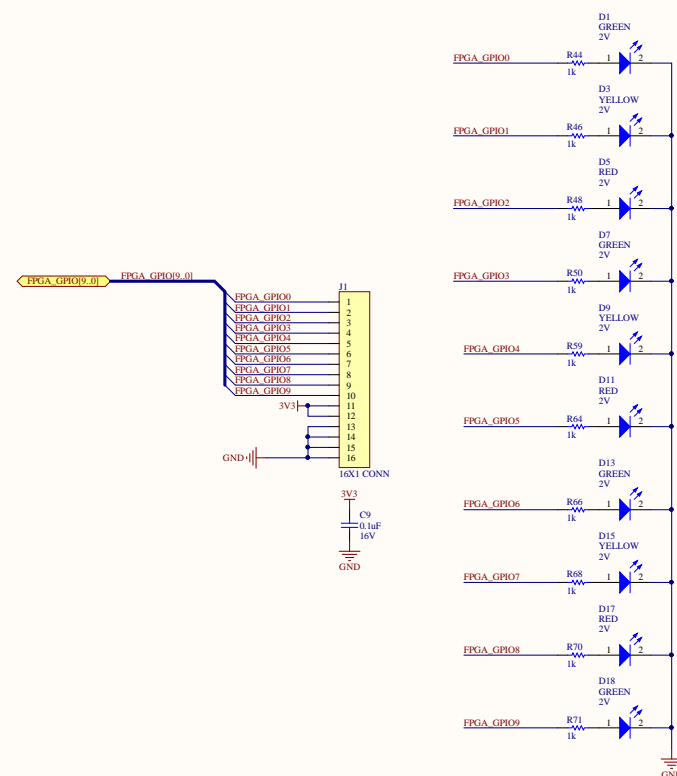 FPGA_GPIO[9..0]
FPGA_GPIO[9..0]
FPGA_GPIO0
FPGA_GPIO1
FPGA_GPIO2
FPGA_GPIO3
FPGA_GPIO4
FPGA_GPIO5
FPGA_GPIO6
FPGA_GPIO7
FPGA_GPIO8
FPGA_GPIO9
3V3
GND
J1
1
2
3
4
5
6
7
8
9
10
11
12
13
14
15
16
16X1 CONN
3V3
C9
0.1uF
16V
GND
D1
GREEN
2V
FPGA_GPIO0 R44 1 2
1k
D3
YELLOW
2V
FPGA_GPIO1 R46 1 2
1k
D5
RED
2V
FPGA_GPIO2 R48 1 2
1k
D7
GREEN
2V
FPGA_GPIO3 R50 1 2
1k
D9
YELLOW
2V
FPGA_GPIO4 R59 1 2
1k
D11
RED
2V
FPGA_GPIO5 R64 1 2
1k
D13
GREEN
2V
FPGA_GPIO6 R66 1 2
1k
D15
YELLOW
2V
FPGA_GPIO7 R68 1 2
1k
D17
RED
2V
FPGA_GPIO8 R70 1 2
1k
D18
GREEN
2V
FPGA_GPIO9 R71 1 2
1k
GND